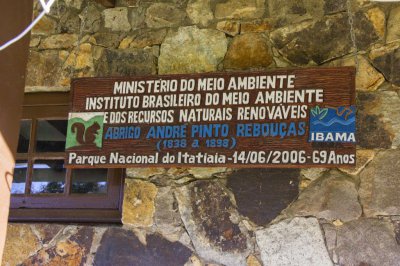 MINISTÉRIO DO MEIO AMBIENTE
INSTITUTO BRASILEIRO DO MEIO AMBIENTE
E DOS RECURSOS NATURAIS RENOVÁVEIS
ABRIGO ANDRÉ PINTO REBOUÇAS
(1838 à 1898)
Parque Nacional do Itatiaia - 14/06/2006 - 69 Anos
IBAMA